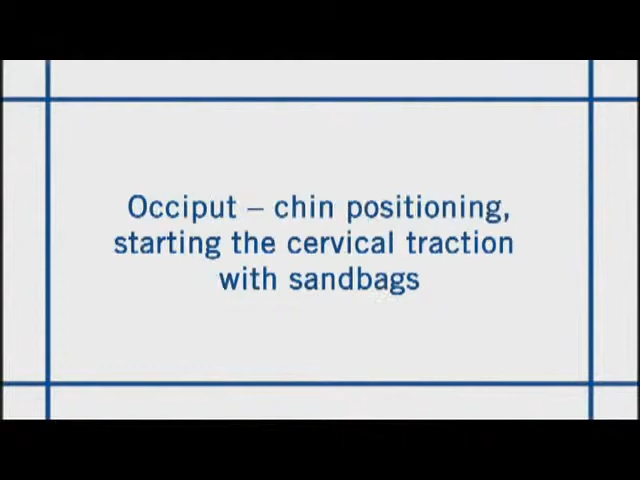 Occiput – chin positioning,
starting the cervical traction
with sandbags